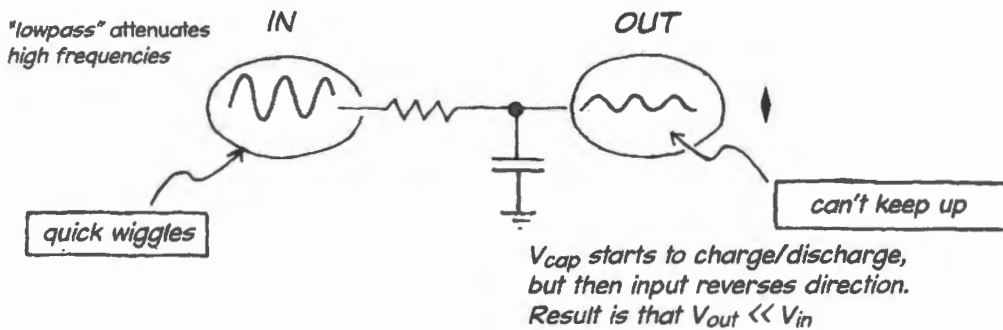 "lowpass" attenuates
high frequencies
IN
OUT
quick wiggles
can't keep up
Vcap starts to charge/discharge,
but then input reverses direction.
Result is that Vout << Vin